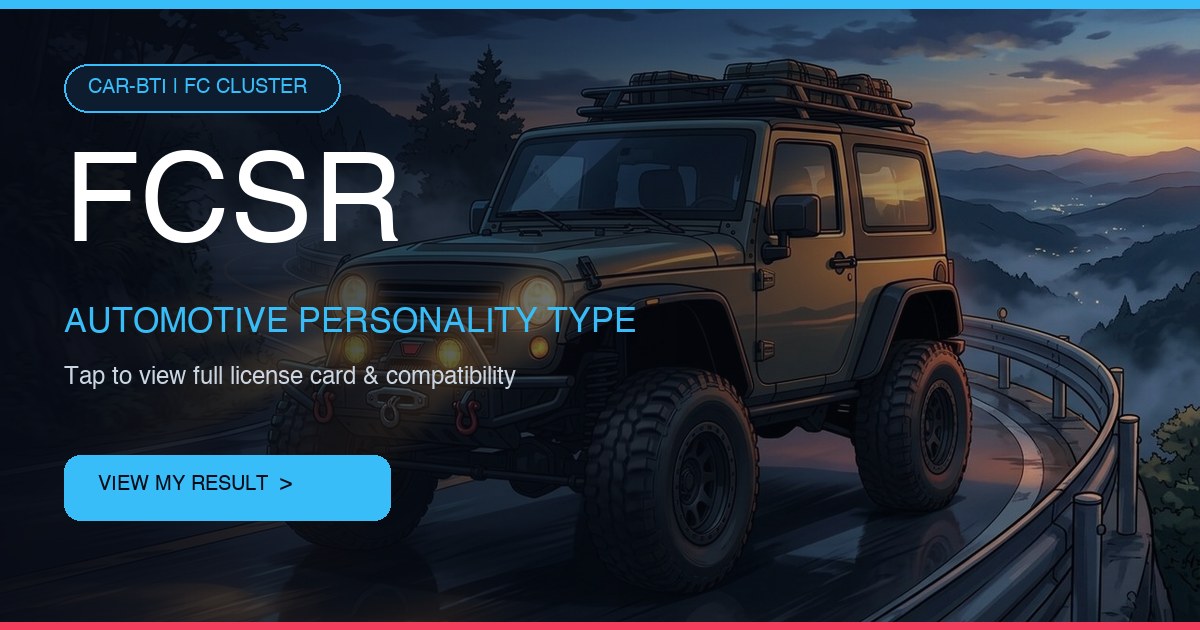 CAR-BTI | FC CLUSTER
FCSR
AUTOMOTIVE PERSONALITY TYPE
Tap to view full license card & compatibility
VIEW MY RESULT >